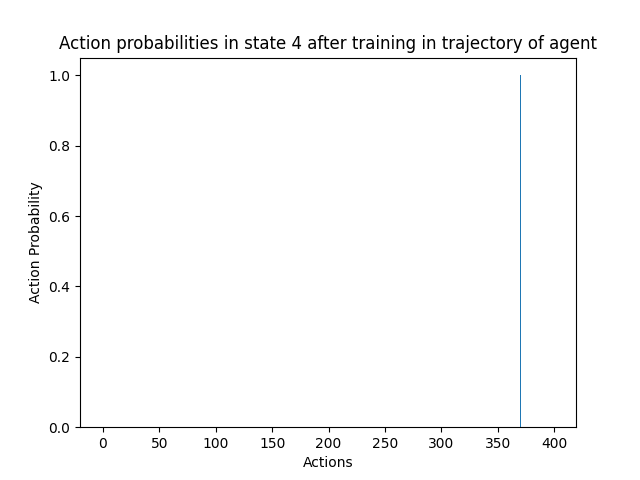 Action probabilities in state 4 after training in trajectory of agent
1.0
0.8
0.6
0.4
0.2
0.0
Action Probability
0 50 100 150 200 250 300 350 400
Actions